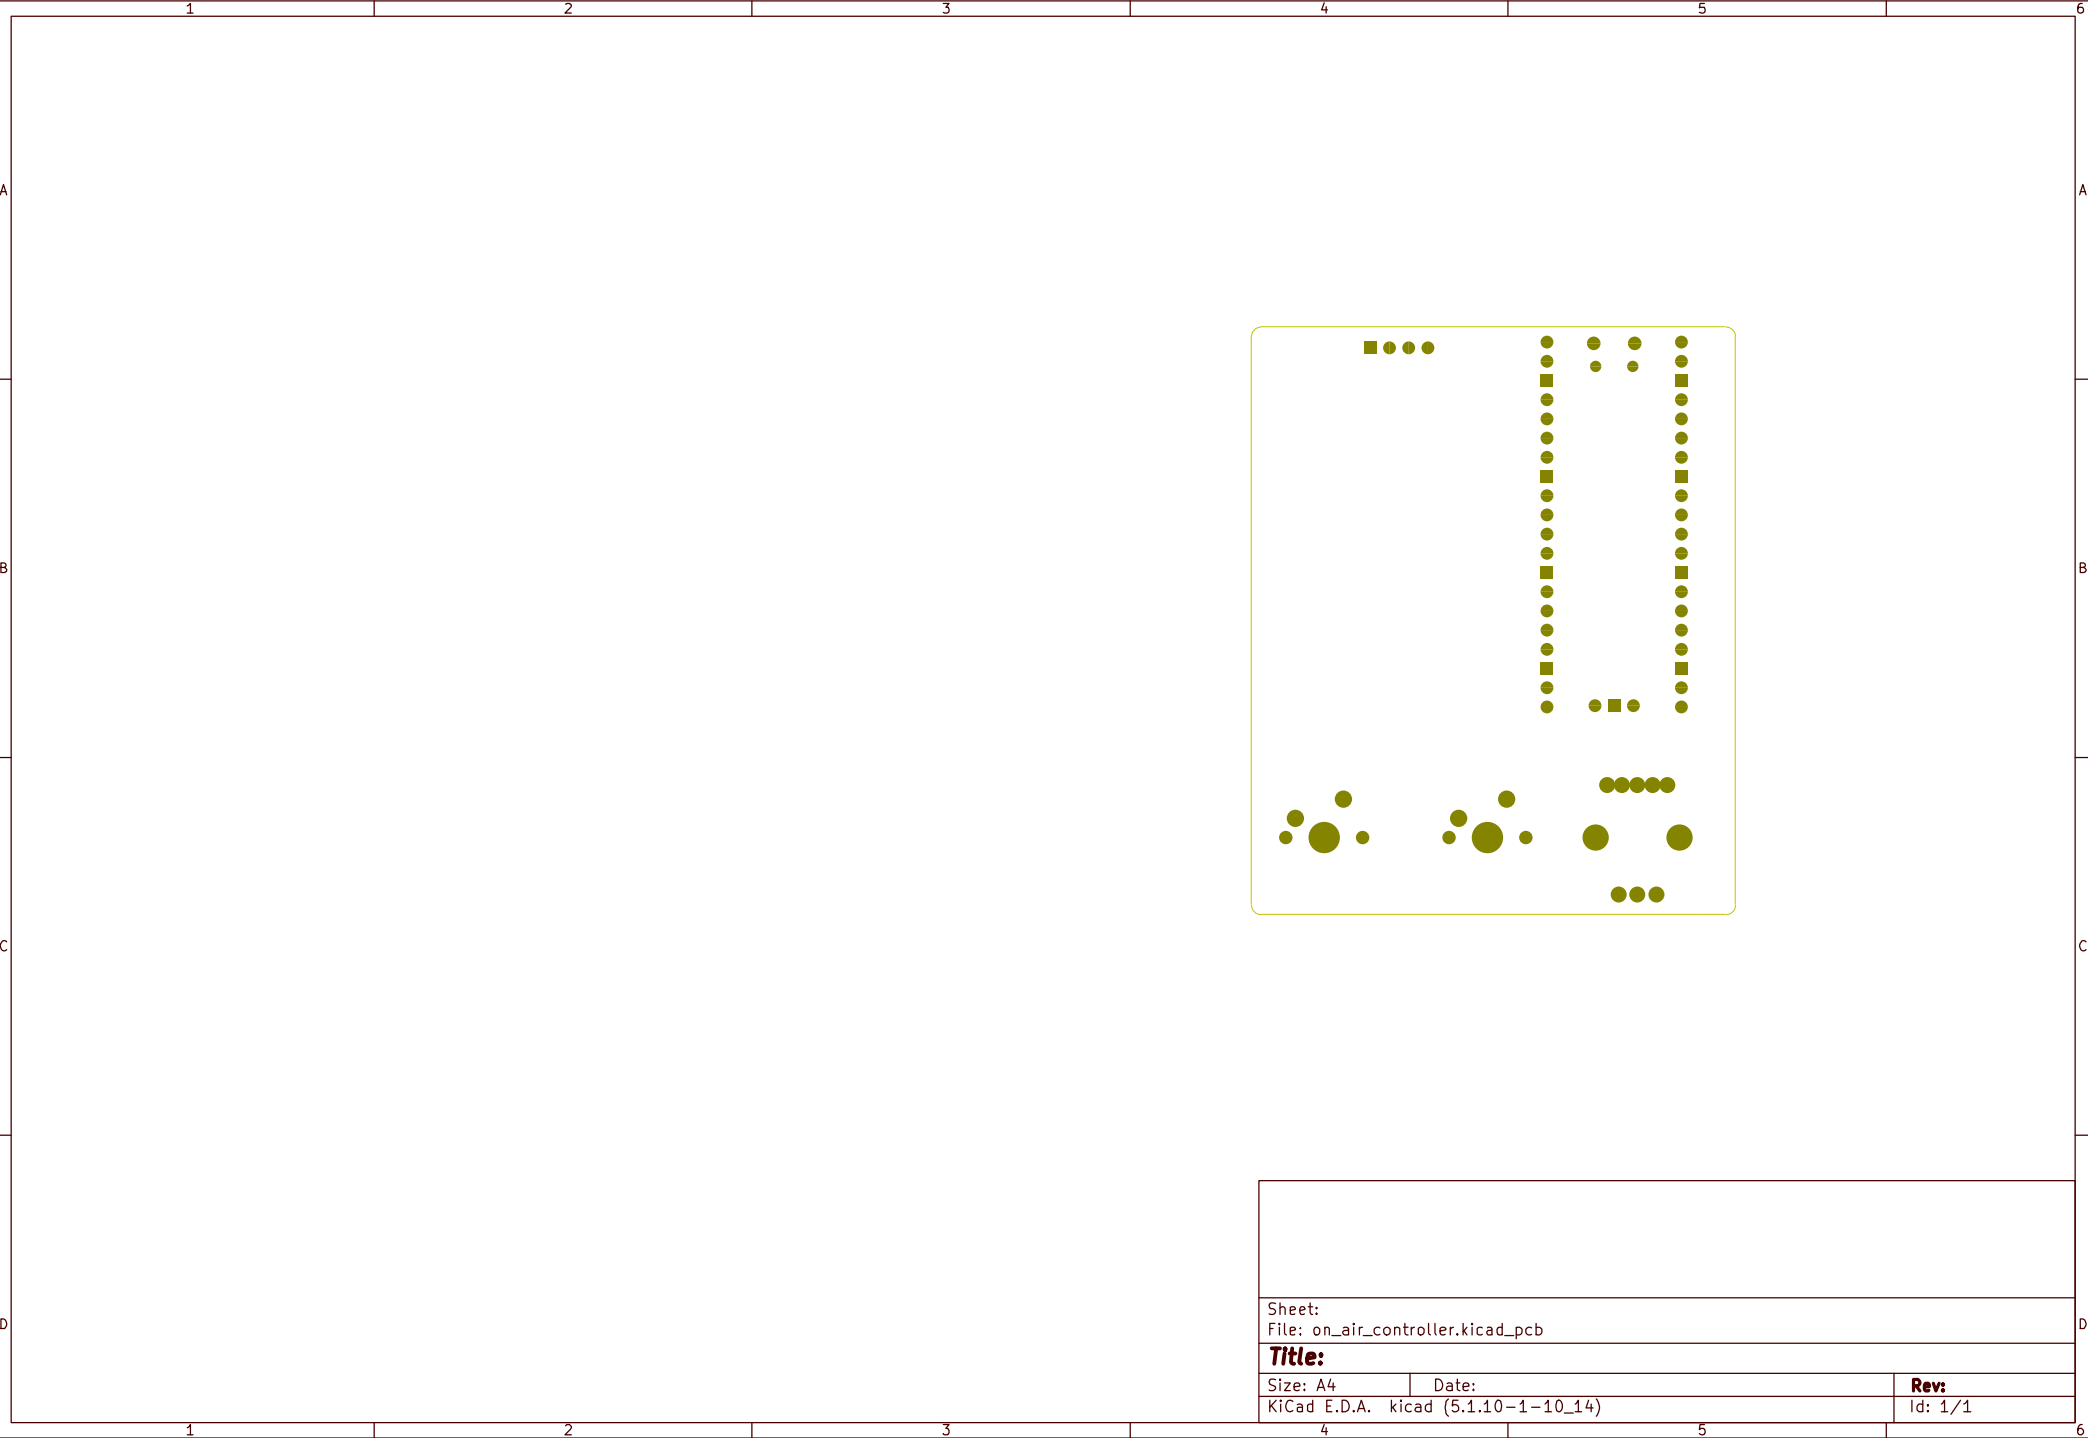 1 2 3 4 5 6
A A
B B
C C
D D
Sheet:
File: on_air_controller.kicad_pcb
Title:
Size: A4 Date: Rev:
KiCad E.D.A. kicad (5.1.10-1-10_14) Id: 1/1
1 2 3 4 5 6